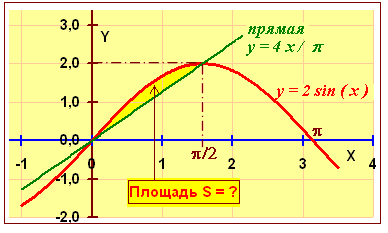 3,0
Y
прямая
y = 4 x / π
2,0
y = 2 sin ( x )
1,0
π
0,0
-1 0 1 π/2 2 3 X 4
-1,0
Площадь S = ?
-2,0